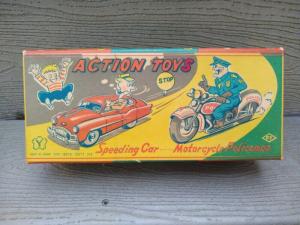 ACTION TOYS
STOP
Speeding Car Motorcycle Policeman